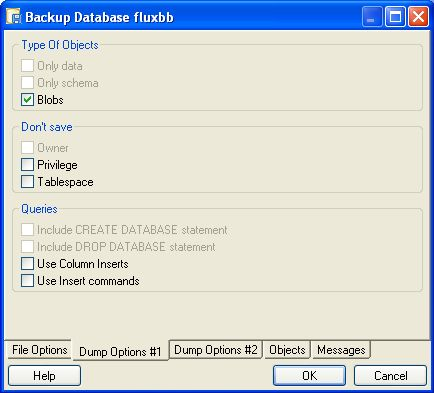 Backup Database fluxbb
Type Of Objects
Only data
Only schema
Blobs
Don't save
Owner
Privilege
Tablespace
Queries
Include CREATE DATABASE statement
Include DROP DATABASE statement
Use Column Inserts
Use Insert commands
File Options Dump Options #1 Dump Options #2 Objects Messages
Help OK Cancel